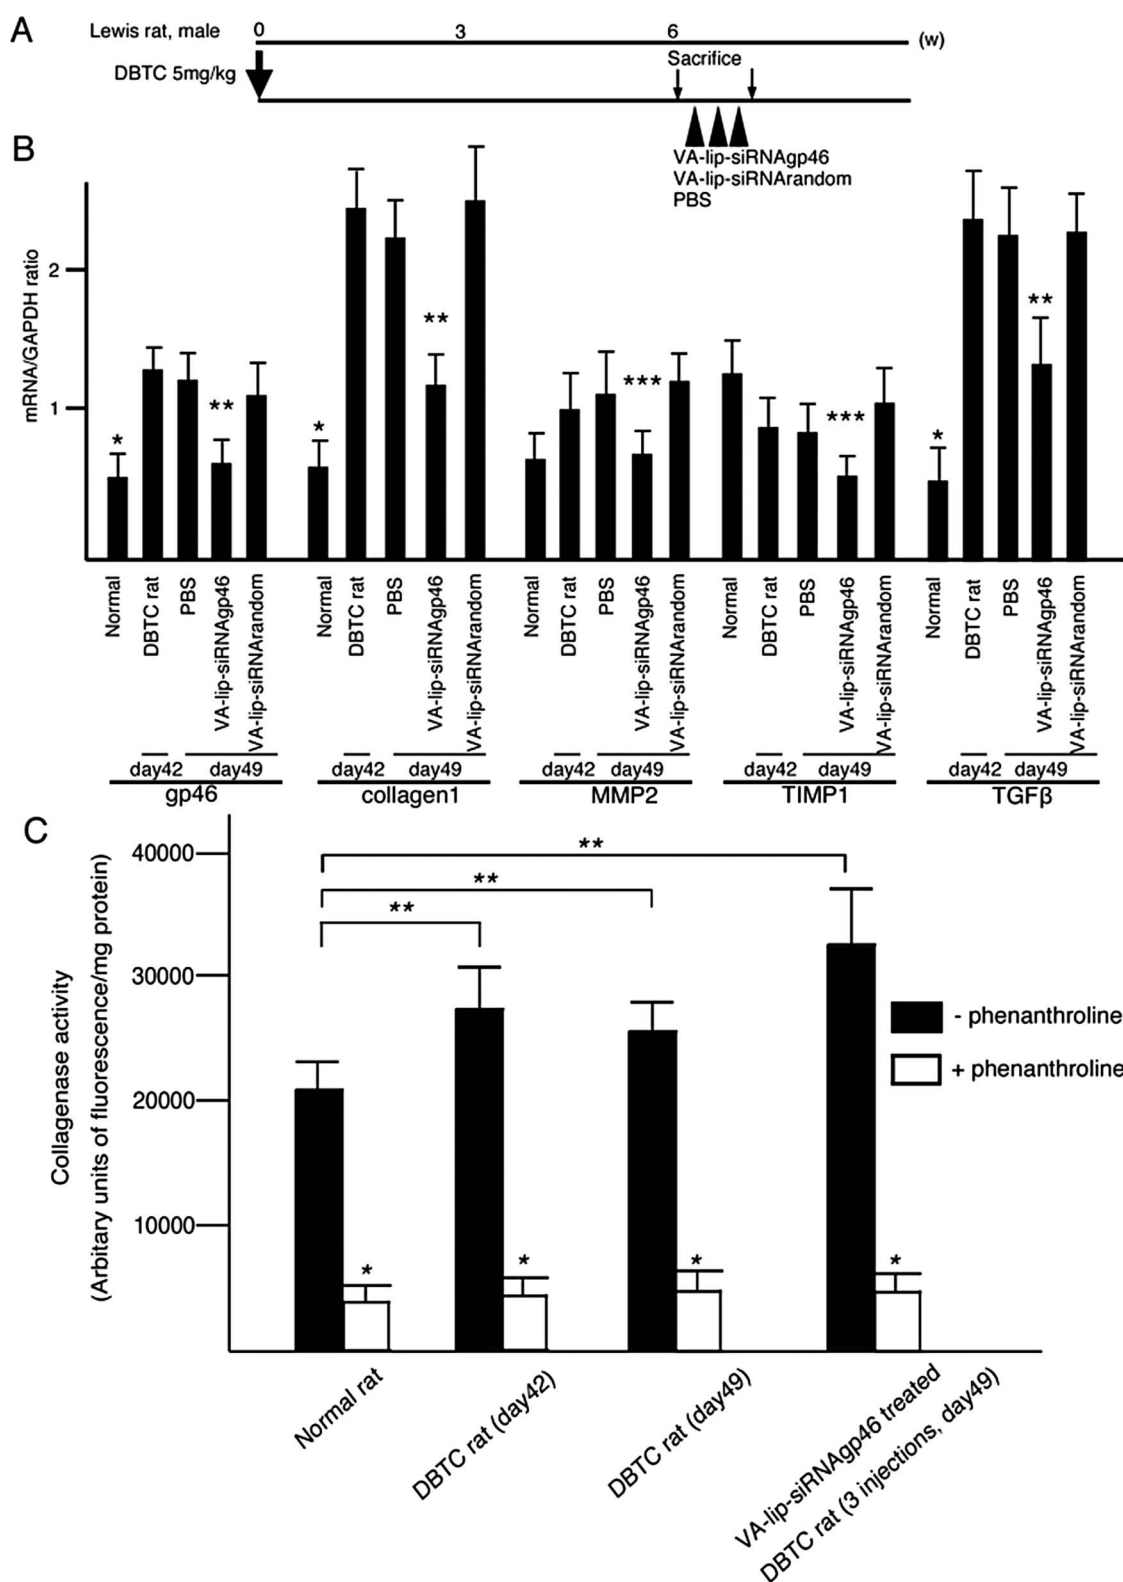 A
Lewis rat, male
0
3
6
(w)
DBTC 5mg/kg
Sacrifice
VA-lip-siRNAgp46
VA-lip-siRNArandom
PBS
B
mRNA/GAPDH ratio
2
1
*
**
*
**
***
***
*
**
Normal
DBTC rat
PBS
VA-lip-siRNAgp46
VA-lip-siRNArandom
Normal
DBTC rat
PBS
VA-lip-siRNAgp46
VA-lip-siRNArandom
Normal
DBTC rat
PBS
VA-lip-siRNAgp46
VA-lip-siRNArandom
Normal
DBTC rat
PBS
VA-lip-siRNAgp46
VA-lip-siRNArandom
Normal
DBTC rat
PBS
VA-lip-siRNAgp46
VA-lip-siRNArandom
day42 day49
day42 day49
day42 day49
day42 day49
day42 day49
gp46
collagen1
MMP2
TIMP1
TGFβ
C
Collagenase activity
(Arbitary units of fluorescence/mg protein)
40000
30000
20000
10000
**
**
**
*
*
*
*
- phenanthroline
+ phenanthroline
Normal rat
DBTC rat (day42)
DBTC rat (day49)
VA-lip-siRNAgp46 treated
DBTC rat (3 injections, day49)